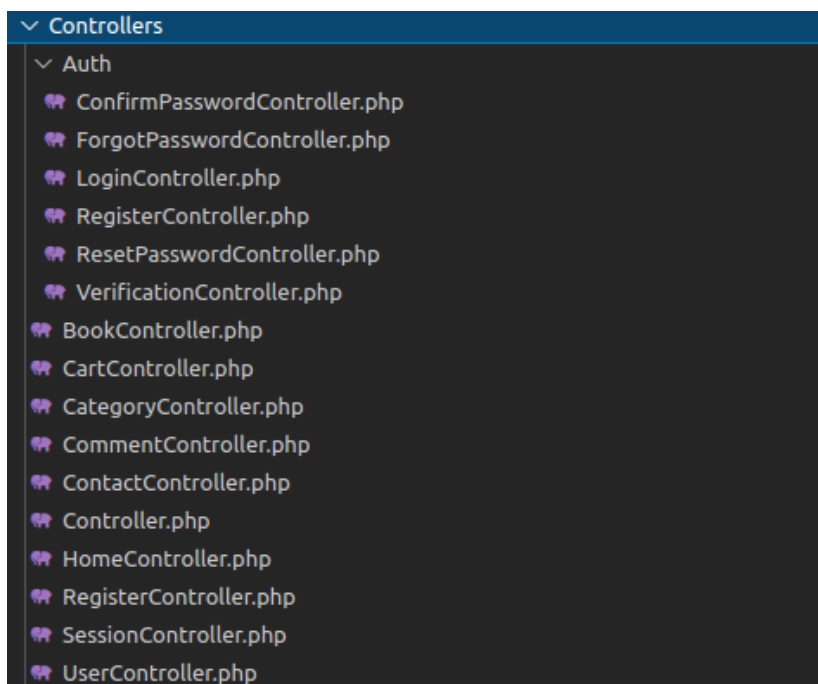 Controllers
Auth
ConfirmPasswordController.php
ForgotPasswordController.php
LoginController.php
RegisterController.php
ResetPasswordController.php
VerificationController.php
BookController.php
CartController.php
CategoryController.php
CommentController.php
ContactController.php
Controller.php
HomeController.php
RegisterController.php
SessionController.php
UserController.php